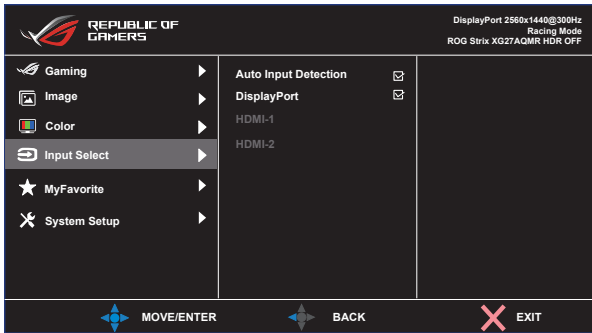 REPUBLIC OF
GAMERS
DisplayPort 2560x1440@300Hz
Racing Mode
ROG Strix XG27AQMR HDR OFF
Gaming
Image
Color
Input Select
MyFavorite
System Setup
Auto Input Detection
DisplayPort
HDMI-1
HDMI-2
MOVE/ENTER
BACK
EXIT